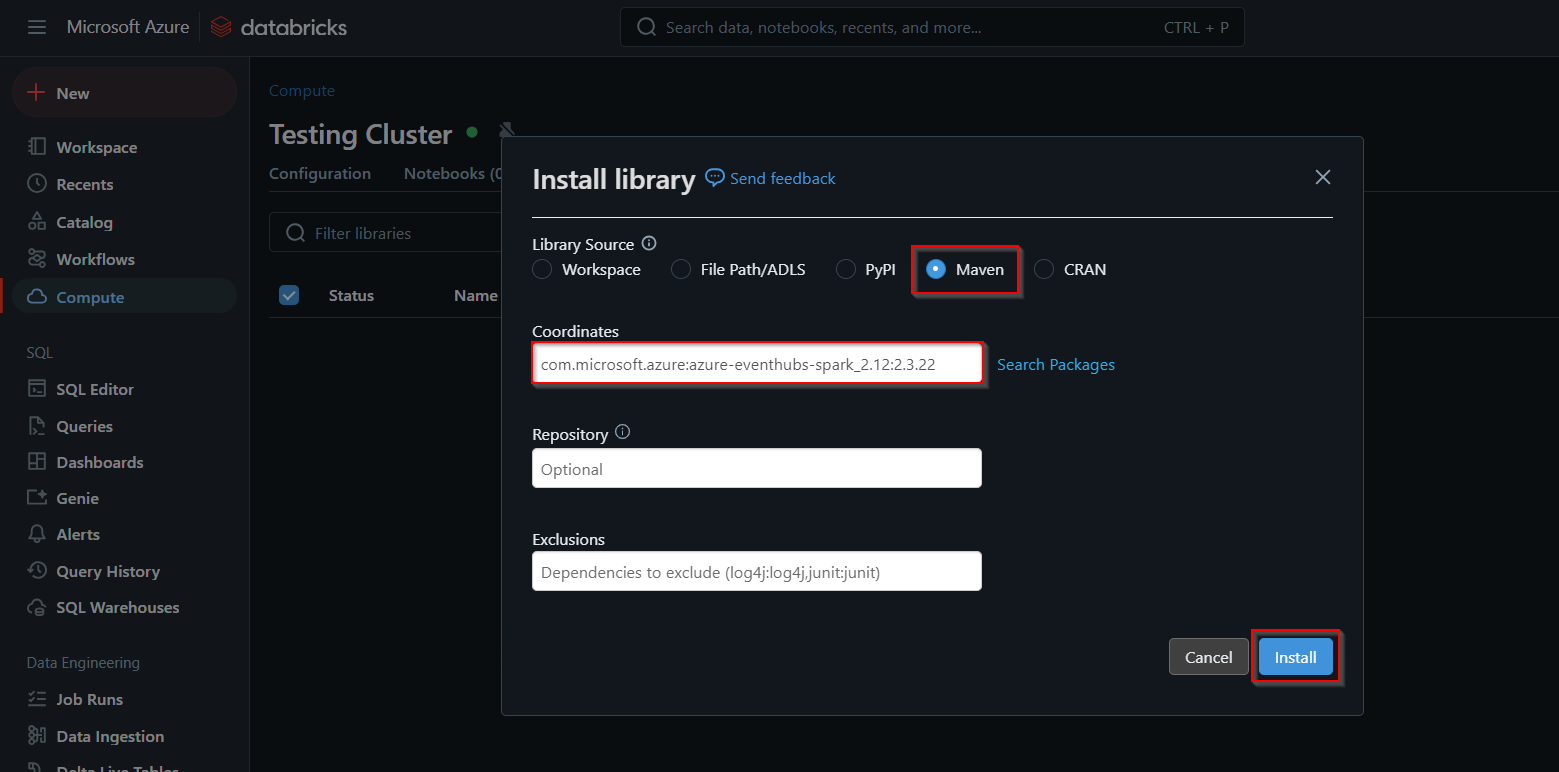 Microsoft Azure databricks
Search data, notebooks, recents, and more... CTRL + P
New
Workspace
Recents
Catalog
Workflows
Compute
SQL
SQL Editor
Queries
Dashboards
Genie
Alerts
Query History
SQL Warehouses
Data Engineering
Job Runs
Data Ingestion
Delta Live Tables
Compute
Testing Cluster
Configuration Notebooks (0
Filter libraries
Status Name
Install library Send feedback
Library Source
Workspace File Path/ADLS PyPI Maven CRAN
Coordinates
com.microsoft.azure:azure-eventhubs-spark_2.12:2.3.22 Search Packages
Repository
Optional
Exclusions
Dependencies to exclude (log4j:log4j,junit:junit)
Cancel Install